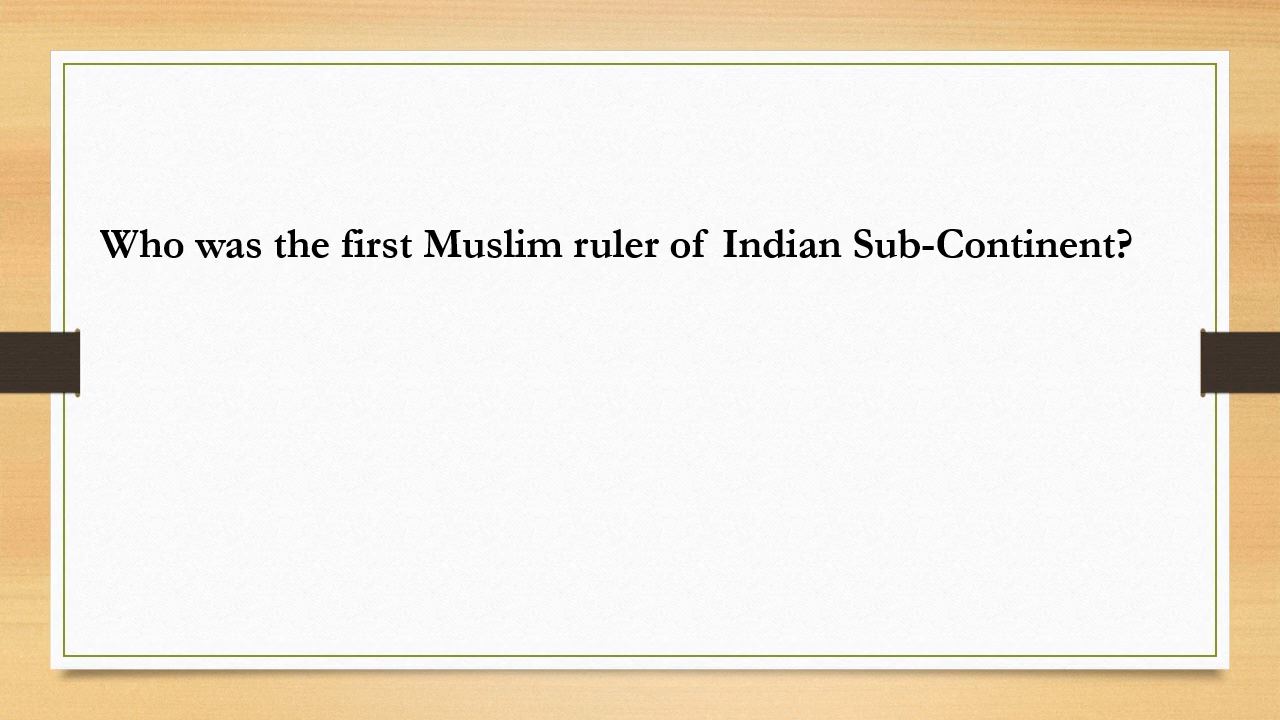 Who was the first Muslim ruler of Indian Sub-Continent?